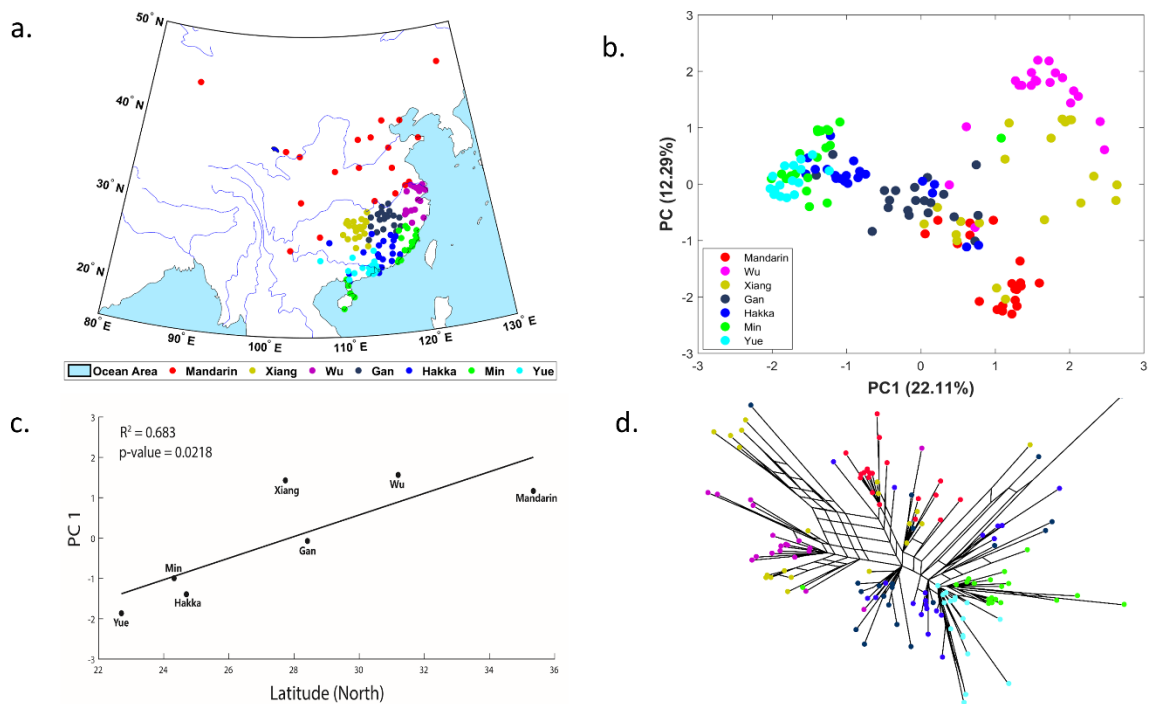 a.
50° N
40° N
30° N
20° N
80° E
90° E
100° E
110° E
120° E
130° E
Ocean Area Mandarin Xiang Wu Gan Hakka Min Yue
b.
3
2
1
0
-1
-2
-3
PC (12.29%)
Mandarin
Wu
Xiang
Gan
Hakka
Min
Yue
-3 -2 -1 0 1 2 3
PC1 (22.11%)
c.
R² = 0.683
p-value = 0.0218
3
2
1
0
-1
-2
-3
PC 1
Xiang
Wu
Mandarin
Gan
Min
Hakka
Yue
22 24 26 28 30 32 34 36
Latitude (North)
d.